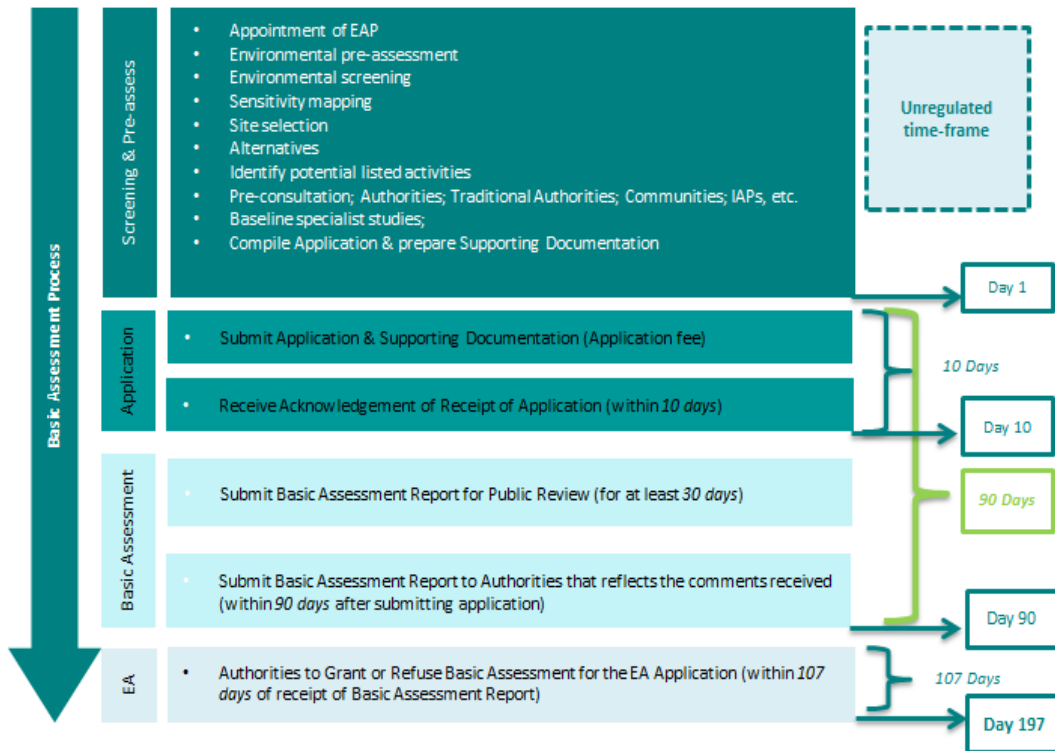 Basic Assessment Process
Screening & Pre-assess
• Appointment of EAP
• Environmental pre-assessment
• Environmental screening
• Sensitivity mapping
• Site selection
• Alternatives
• Identify potential listed activities
• Pre-consultation; Authorities; Traditional Authorities; Communities; IAPs, etc.
• Baseline specialist studies;
• Compile Application & prepare Supporting Documentation
Unregulated
time-frame
Day 1
Application
• Submit Application & Supporting Documentation (Application fee)
10 Days
• Receive Acknowledgement of Receipt of Application (within 10 days)
Day 10
Basic Assessment
• Submit Basic Assessment Report for Public Review (for at least 30 days)
90 Days
• Submit Basic Assessment Report to Authorities that reflects the comments received
(within 90 days after submitting application)
Day 90
EA
• Authorities to Grant or Refuse Basic Assessment for the EA Application (within 107
days of receipt of Basic Assessment Report)
107 Days
Day 197